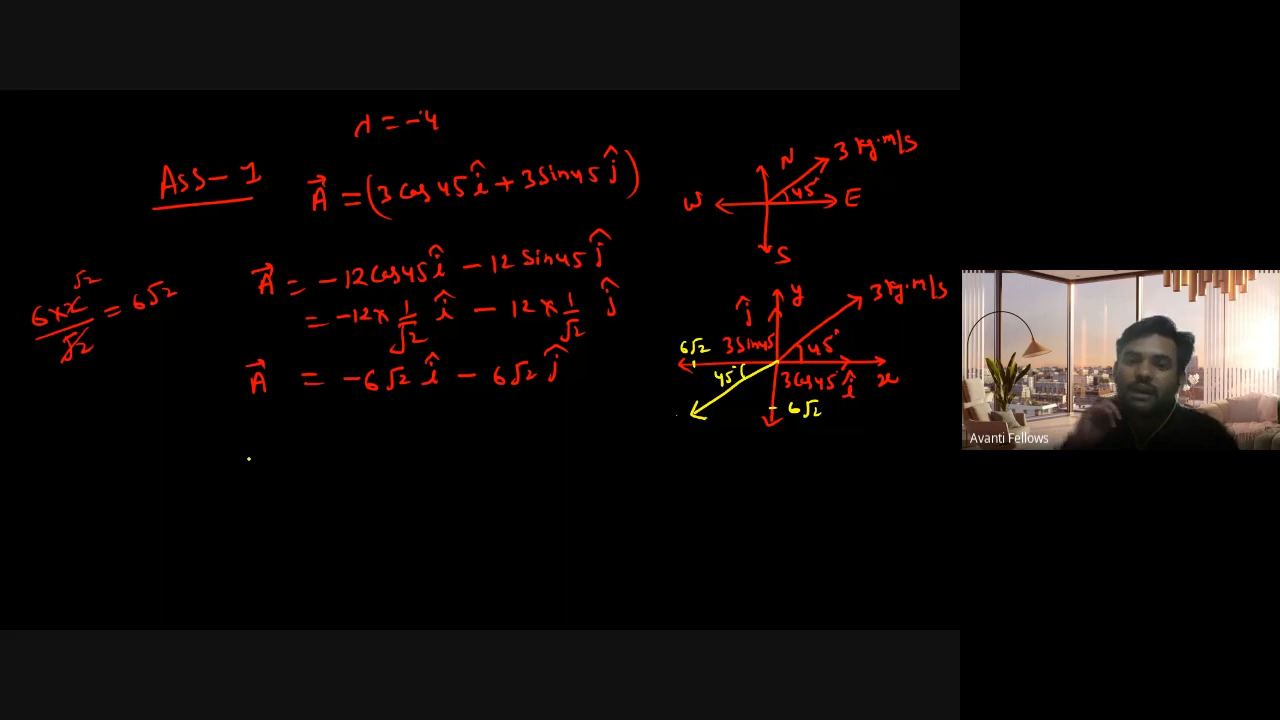 λ = -4
Ass-1
A⃗ = (3 cos 45 î + 3 sin 45 ĵ)
A⃗ = -12 cos 45 î - 12 sin 45 ĵ
= -12 × 1/√2 î - 12 × 1/√2 ĵ
A⃗ = -6√2 î - 6√2 ĵ
6×2/√2 = 6√2
√2
N
3 kg·m/s
45°
W
E
S
y
3 kg·m/s
ĵ
6√2
3 sin 45
45°
45°
3 cos 45° î
x
6√2
Avanti Fellows